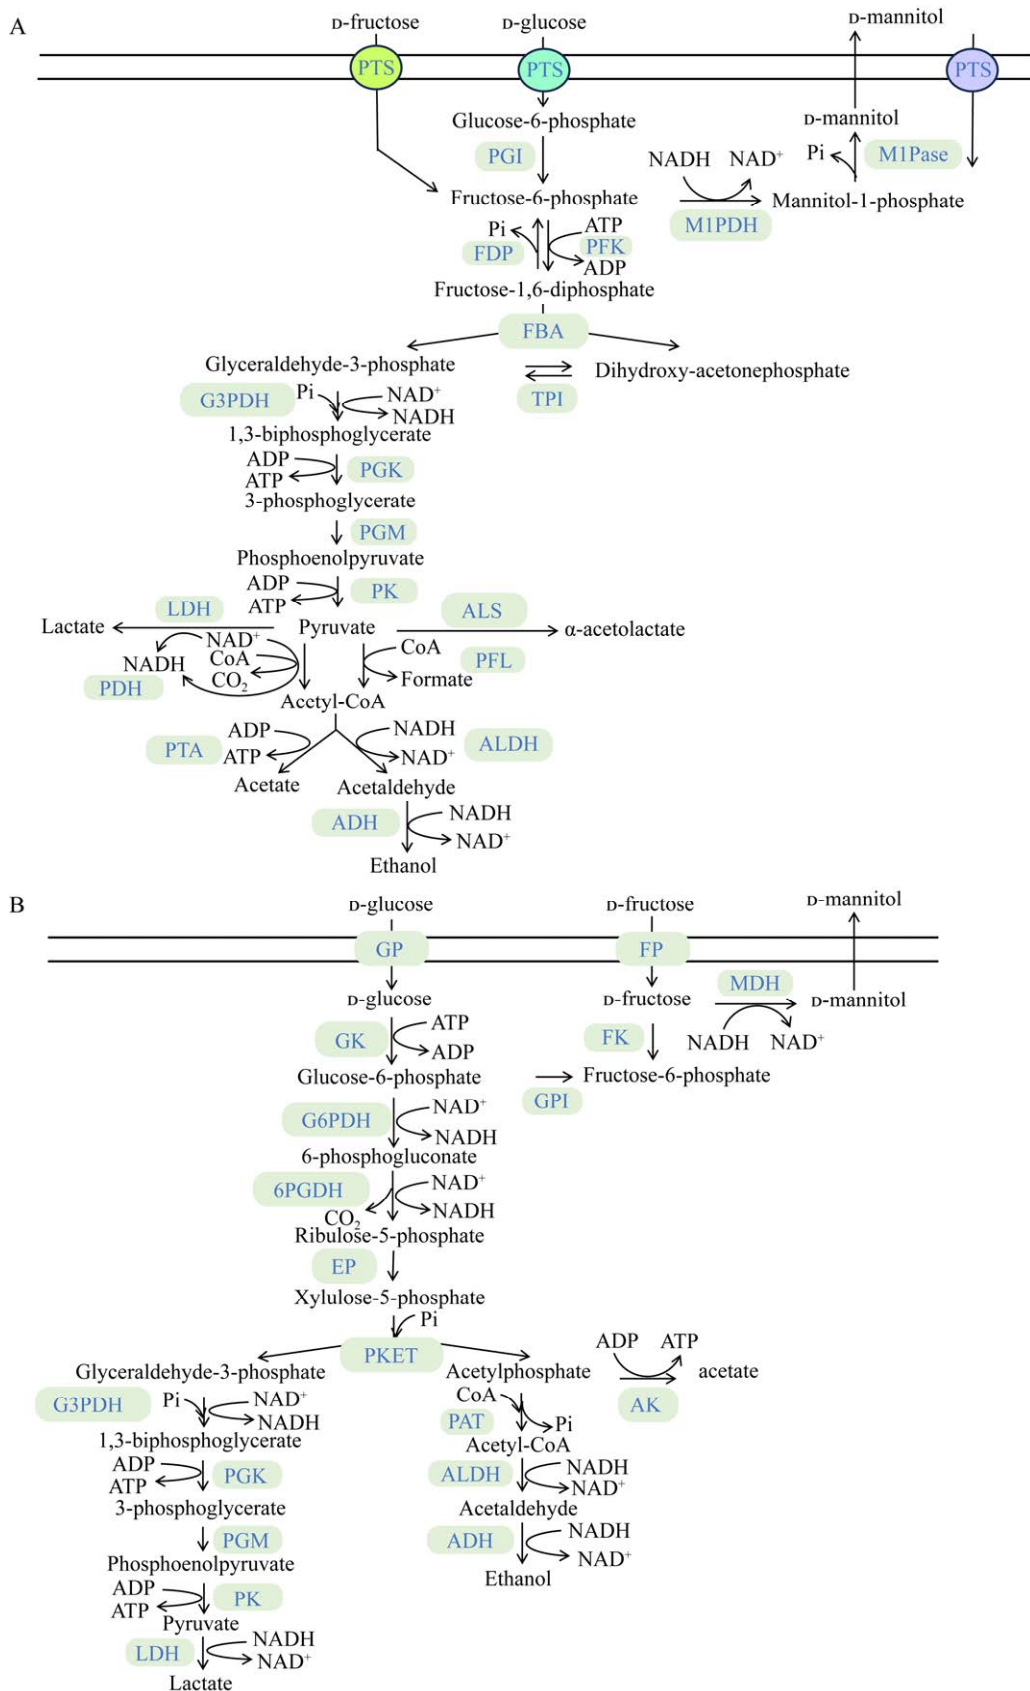 A
D-fructose D-glucose D-mannitol
PTS PTS PTS
Glucose-6-phosphate D-mannitol
PGI NADH NAD⁺ Pi M1Pase
Fructose-6-phosphate Mannitol-1-phosphate
M1PDH
Pi ATP
FDP PFK
ADP
Fructose-1,6-diphosphate
FBA
Glyceraldehyde-3-phosphate Dihydroxy-acetonephosphate
TPI
G3PDH Pi NAD⁺
NADH
1,3-biphosphoglycerate
ADP PGK
ATP
3-phosphoglycerate
PGM
Phosphoenolpyruvate
ADP PK
ATP
LDH ALS
Lactate Pyruvate α-acetolactate
NAD⁺ CoA
NADH CoA PFL
PDH CO₂ Formate
Acetyl-CoA
ADP NADH
PTA ATP NAD⁺ ALDH
Acetate Acetaldehyde
ADH NADH
NAD⁺
Ethanol
B
D-glucose D-fructose D-mannitol
GP FP
MDH
D-glucose D-fructose D-mannitol
ATP
GK FK NADH NAD⁺
ADP
Glucose-6-phosphate Fructose-6-phosphate
GPI
G6PDH NAD⁺
NADH
6-phosphogluconate
6PGDH NAD⁺
CO₂ NADH
Ribulose-5-phosphate
EP
Xylulose-5-phosphate
Pi
PKET ADP ATP
Glyceraldehyde-3-phosphate Acetylphosphate acetate
G3PDH Pi NAD⁺ CoA AK
NADH PAT Pi
1,3-biphosphoglycerate Acetyl-CoA
ADP PGK ALDH NADH
ATP NAD⁺
3-phosphoglycerate Acetaldehyde
PGM ADH NADH
NAD⁺
Phosphoenolpyruvate Ethanol
ADP PK
ATP
Pyruvate
LDH NADH
NAD⁺
Lactate